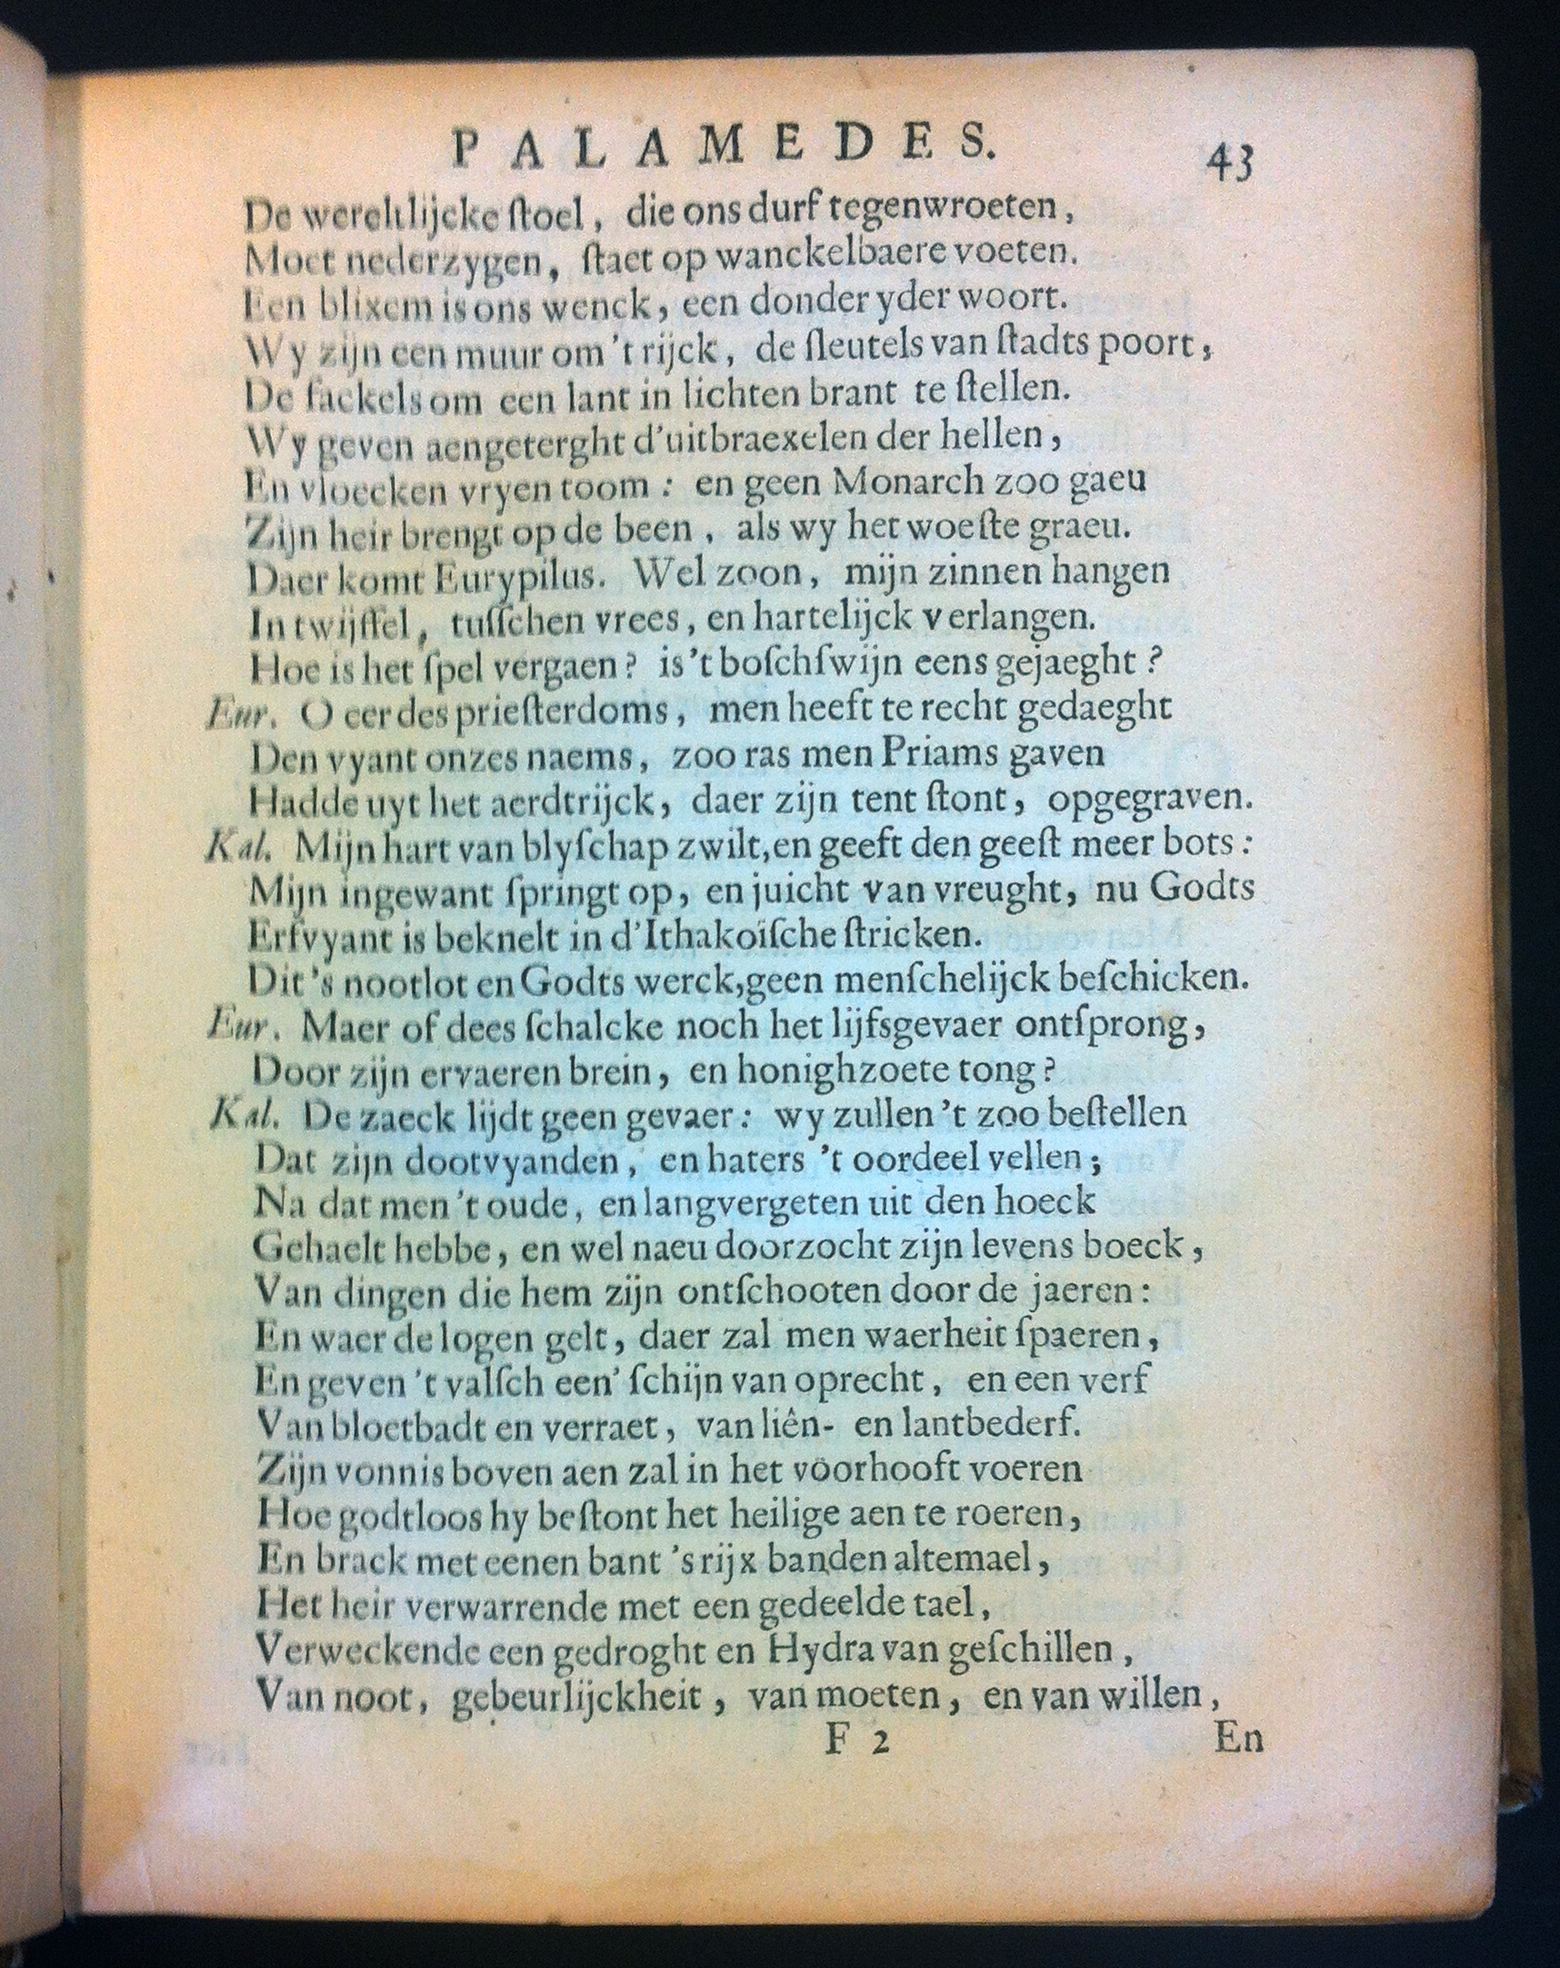 PALAMEDES. 43
De wereltlijcke ſtoel, die ons durf tegenwroeten,
Moet nederzygen, ſtaet op wanckelbaere voeten.
Een blixem is ons wenck, een donder yder woort.
Wy zijn een muur om 't rijck, de ſleutels van ſtadts poort,
De fackels om een lant in lichten brant te ſtellen.
Wy geven aengeterght d'uitbraexelen der hellen,
En vloecken vryen toom: en geen Monarch zoo gaeu
Zijn heir brengt op de been, als wy het woeſte graeu.
Daer komt Eurypilus. Wel zoon, mijn zinnen hangen
In twijffel, tuſſchen vrees, en hartelijck verlangen.
Hoe is het ſpel vergaen? is 't boſchſwijn eens gejaeght?
Eur. O eer des prieſterdoms, men heeft te recht gedaeght
Den vyant onzes naems, zoo ras men Priams gaven
Hadde uyt het aerdtrijck, daer zijn tent ſtont, opgegraven.
Kal. Mijn hart van blyſchap zwilt, en geeft den geeſt meer bots:
Mijn ingewant ſpringt op, en juicht van vreught, nu Godts
Erfvyant is beknelt in d'Ithakoïſche ſtricken.
Dit 's nootlot en Godts werck, geen menſchelijck beſchicken.
Eur. Maer of dees ſchalcke noch het lijfsgevaer ontſprong,
Door zijn ervaeren brein, en honighzoete tong?
Kal. De zaeck lijdt geen gevaer: wy zullen 't zoo beſtellen
Dat zijn dootvyanden, en haters 't oordeel vellen;
Na dat men 't oude, en langvergeten uit den hoeck
Gehaelt hebbe, en wel naeu doorzocht zijn levens boeck,
Van dingen die hem zijn ontſchooten door de jaeren:
En waer de logen gelt, daer zal men waerheit ſpaeren,
En geven 't valſch een' ſchijn van oprecht, en een verf
Van bloetbadt en verraet, van liên- en lantbederf.
Zijn vonnis boven aen zal in het voorhooft voeren
Hoe godtloos hy beſtont het heilige aen te roeren,
En brack met eenen bant 's rijx banden altemael,
Het heir verwarrende met een gedeelde tael,
Verweckende een gedroght en Hydra van geſchillen,
Van noot, gebeurlijckheit, van moeten, en van willen,
F 2 En